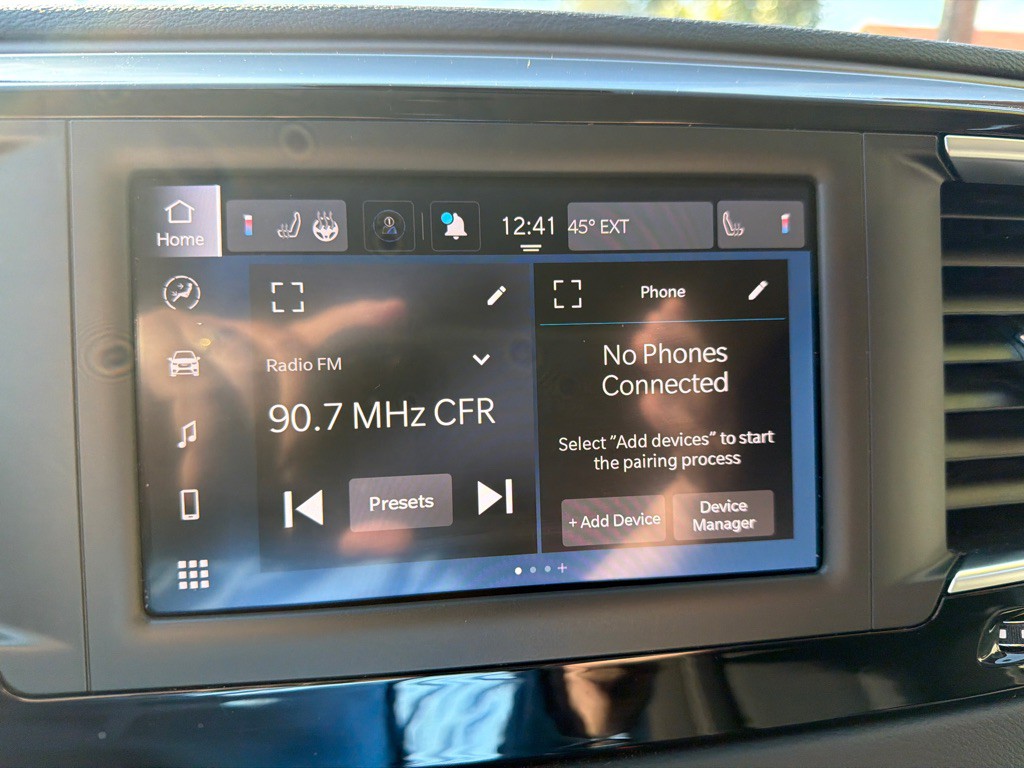 Home
12:41
45° EXT
Phone
Radio FM
90.7 MHz CFR
No Phones
Connected
Select "Add devices" to start
the pairing process
Presets
+ Add Device
Device
Manager